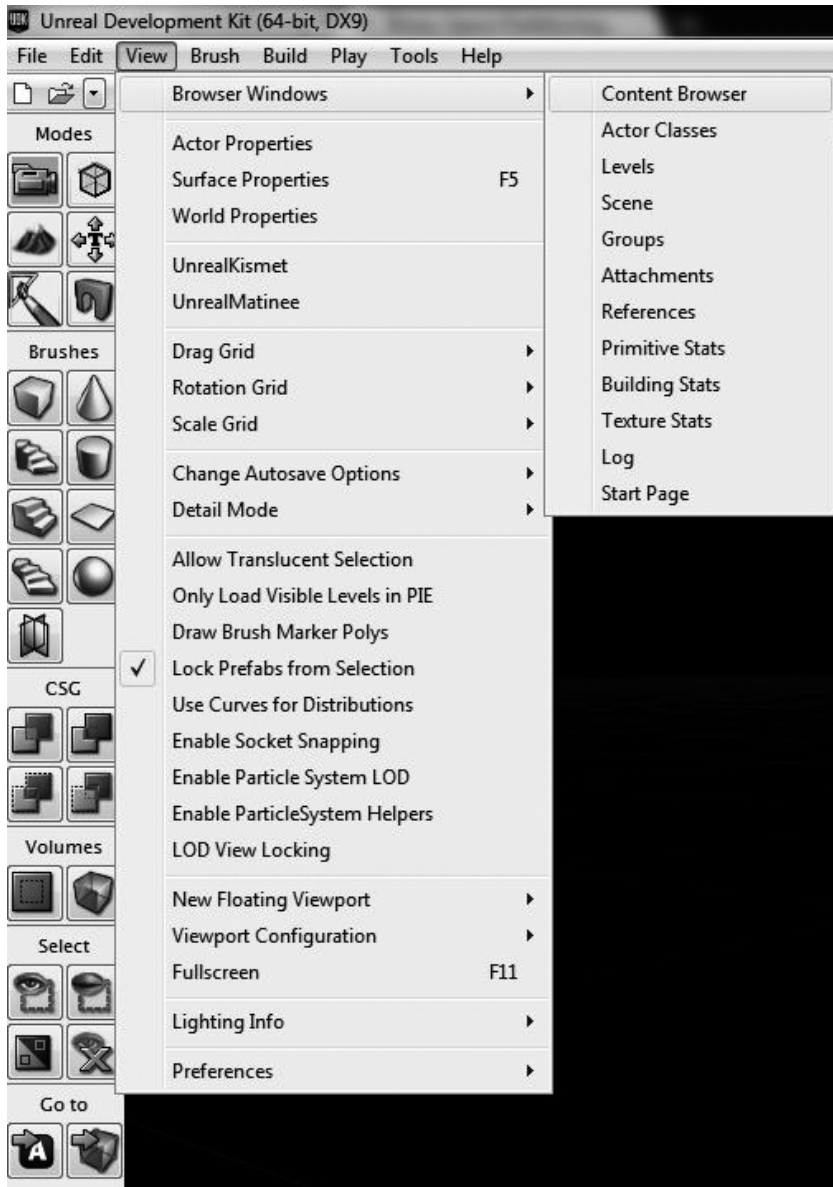 UDK Unreal Development Kit (64-bit, DX9)
File Edit View Brush Build Play Tools Help
Modes
Brushes
CSG
Volumes
Select
Go to
A
Browser Windows
Actor Properties
Surface Properties F5
World Properties
UnrealKismet
UnrealMatinee
Drag Grid
Rotation Grid
Scale Grid
Change Autosave Options
Detail Mode
Allow Translucent Selection
Only Load Visible Levels in PIE
Draw Brush Marker Polys
Lock Prefabs from Selection
Use Curves for Distributions
Enable Socket Snapping
Enable Particle System LOD
Enable ParticleSystem Helpers
LOD View Locking
New Floating Viewport
Viewport Configuration
Fullscreen F11
Lighting Info
Preferences
Content Browser
Actor Classes
Levels
Scene
Groups
Attachments
References
Primitive Stats
Building Stats
Texture Stats
Log
Start Page